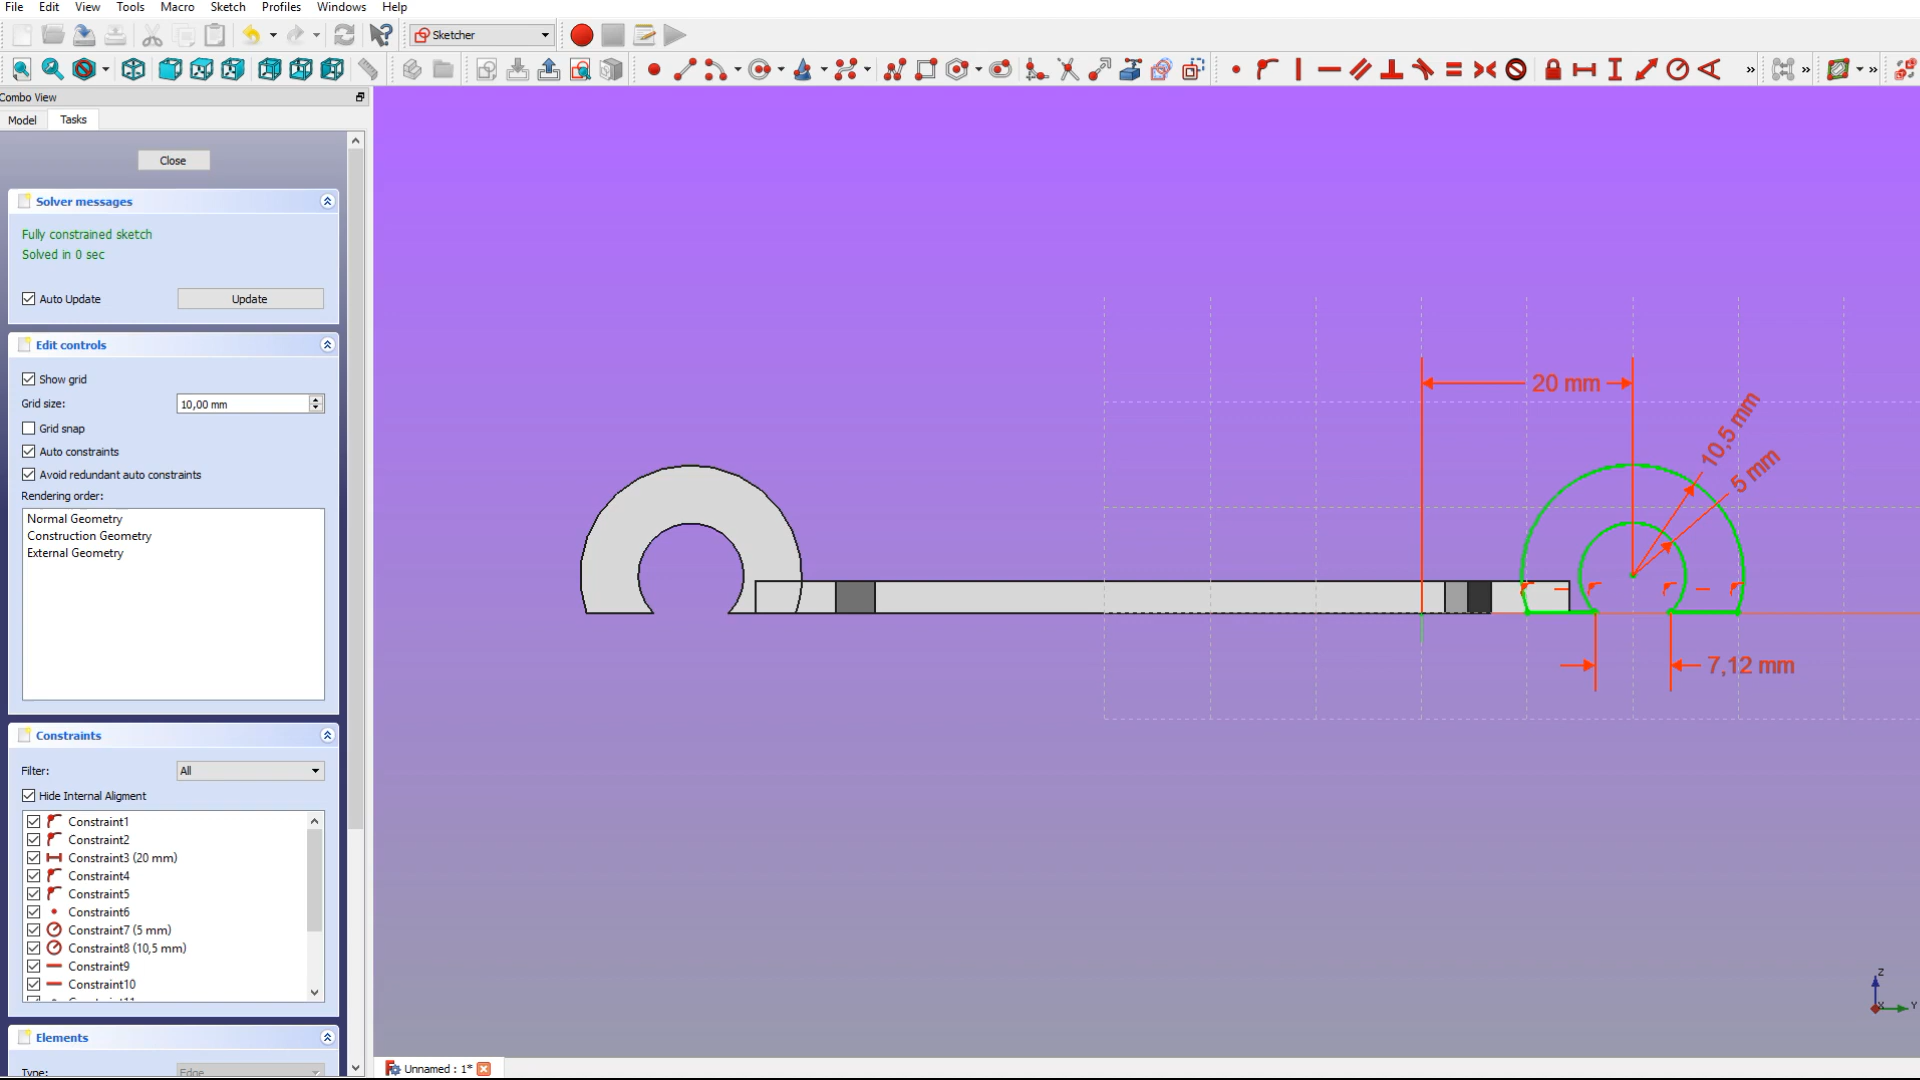 File Edit View Tools Macro Sketch Profiles Windows Help
Sketcher
Combo View
Model Tasks
Close
Solver messages
Fully constrained sketch
Solved in 0 sec
Auto Update Update
Edit controls
Show grid
Grid size: 10,00 mm
Grid snap
Auto constraints
Avoid redundant auto constraints
Rendering order:
Normal Geometry
Construction Geometry
External Geometry
Constraints
Filter: All
Hide Internal Aligment
Constraint1
Constraint2
Constraint3 (20 mm)
Constraint4
Constraint5
Constraint6
Constraint7 (5 mm)
Constraint8 (10,5 mm)
Constraint9
Constraint10
Constraint11
Elements
Type: Edge
20 mm
10,5 mm
5 mm
7,12 mm
Z
X Y
Unnamed : 1*